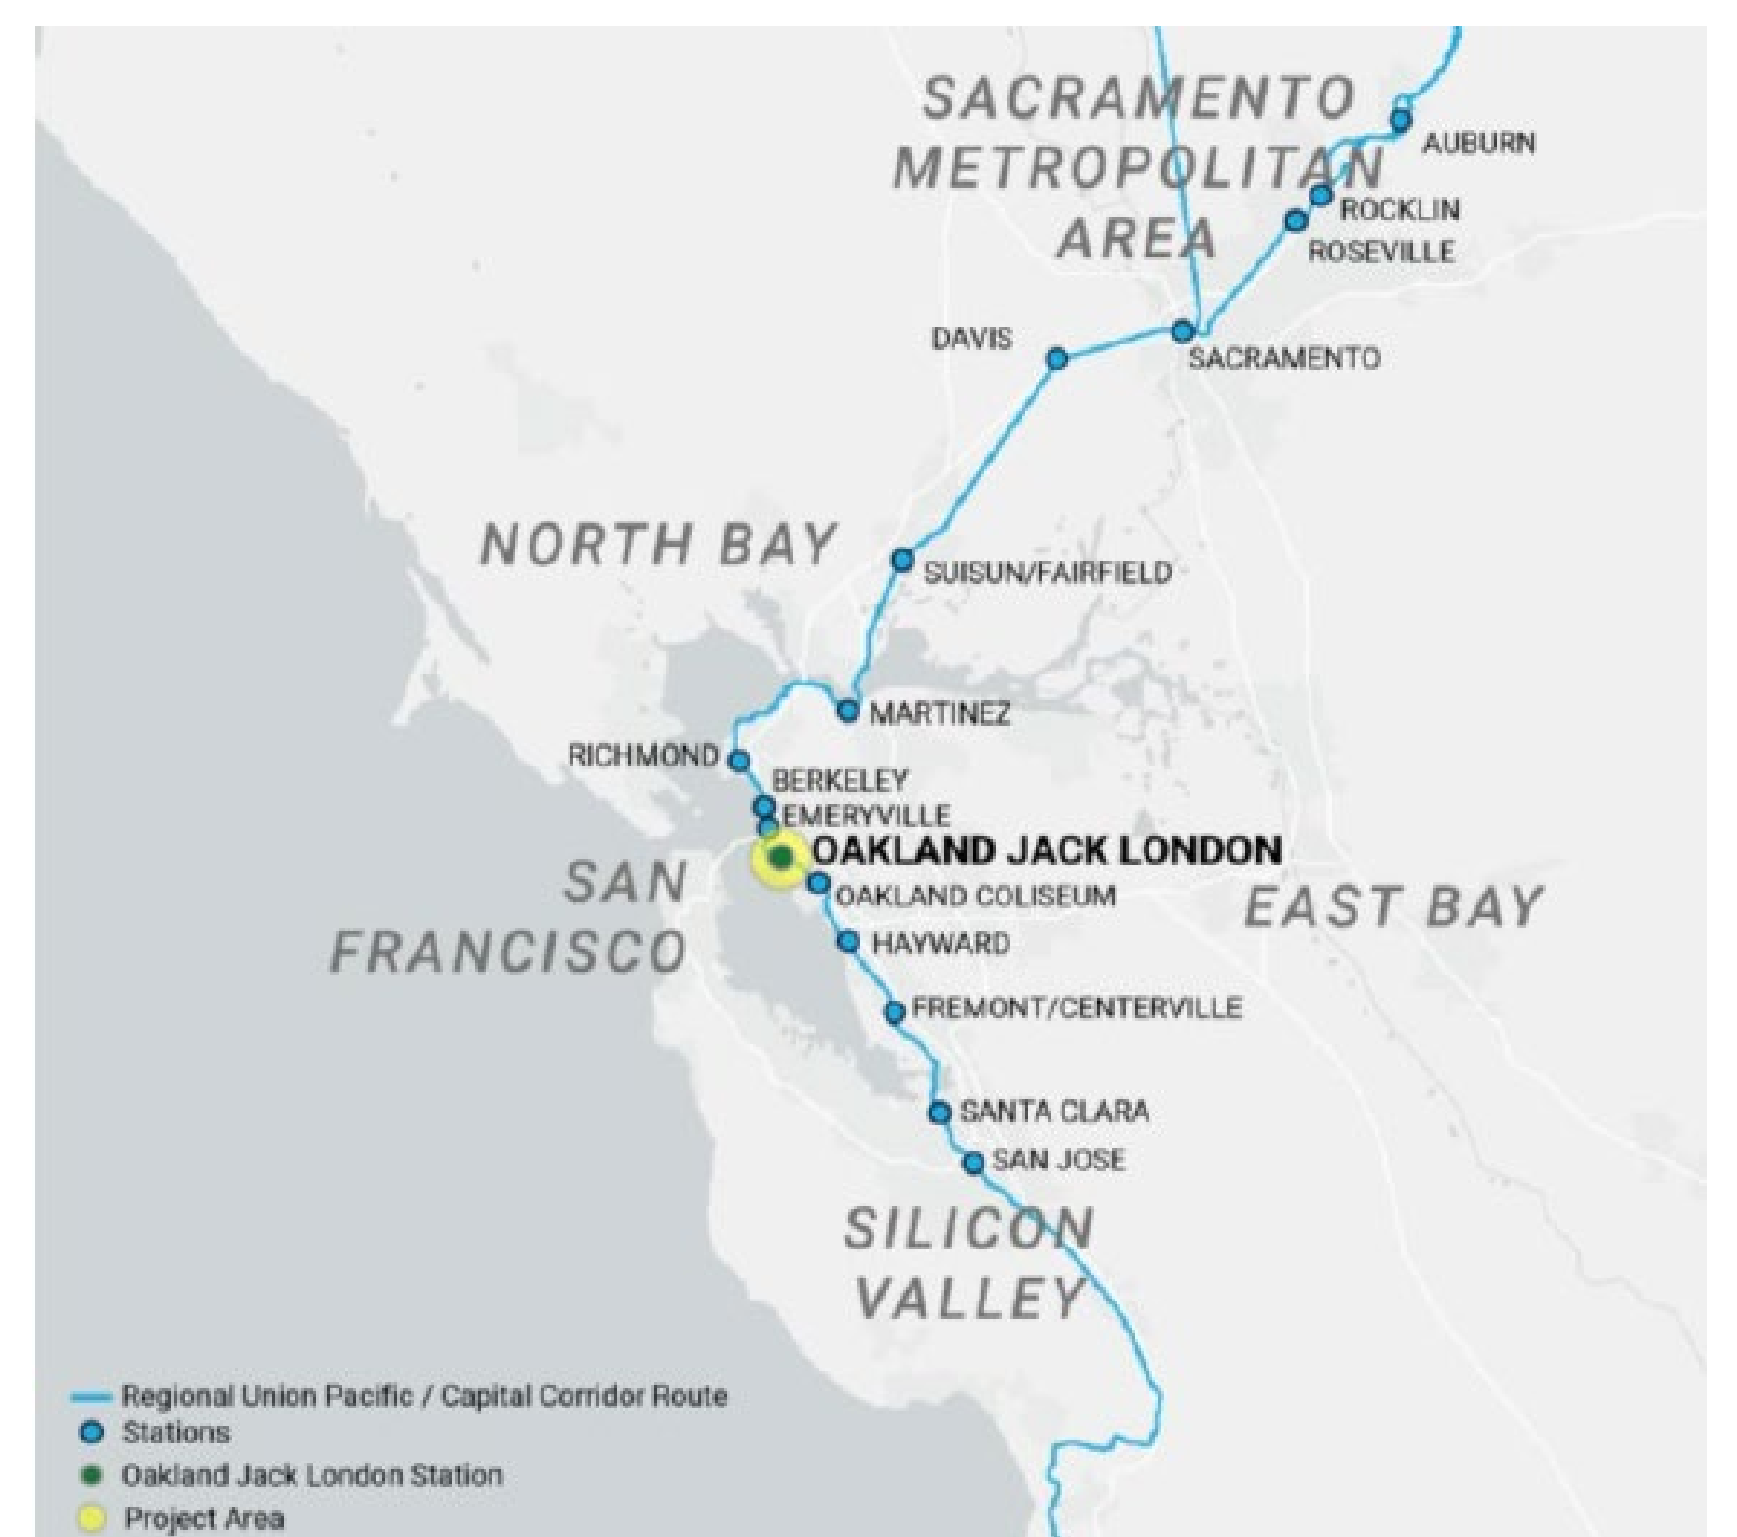 SACRAMENTO
METROPOLITAN
AREA
AUBURN
ROCKLIN
ROSEVILLE
DAVIS
SACRAMENTO
NORTH BAY
SUISUN/FAIRFIELD
MARTINEZ
RICHMOND
BERKELEY
EMERYVILLE
OAKLAND JACK LONDON
SAN
FRANCISCO
OAKLAND COLISEUM
EAST BAY
HAYWARD
FREMONT/CENTERVILLE
SANTA CLARA
SAN JOSE
SILICON
VALLEY
Regional Union Pacific / Capital Corridor Route
Stations
Oakland Jack London Station
Project Area